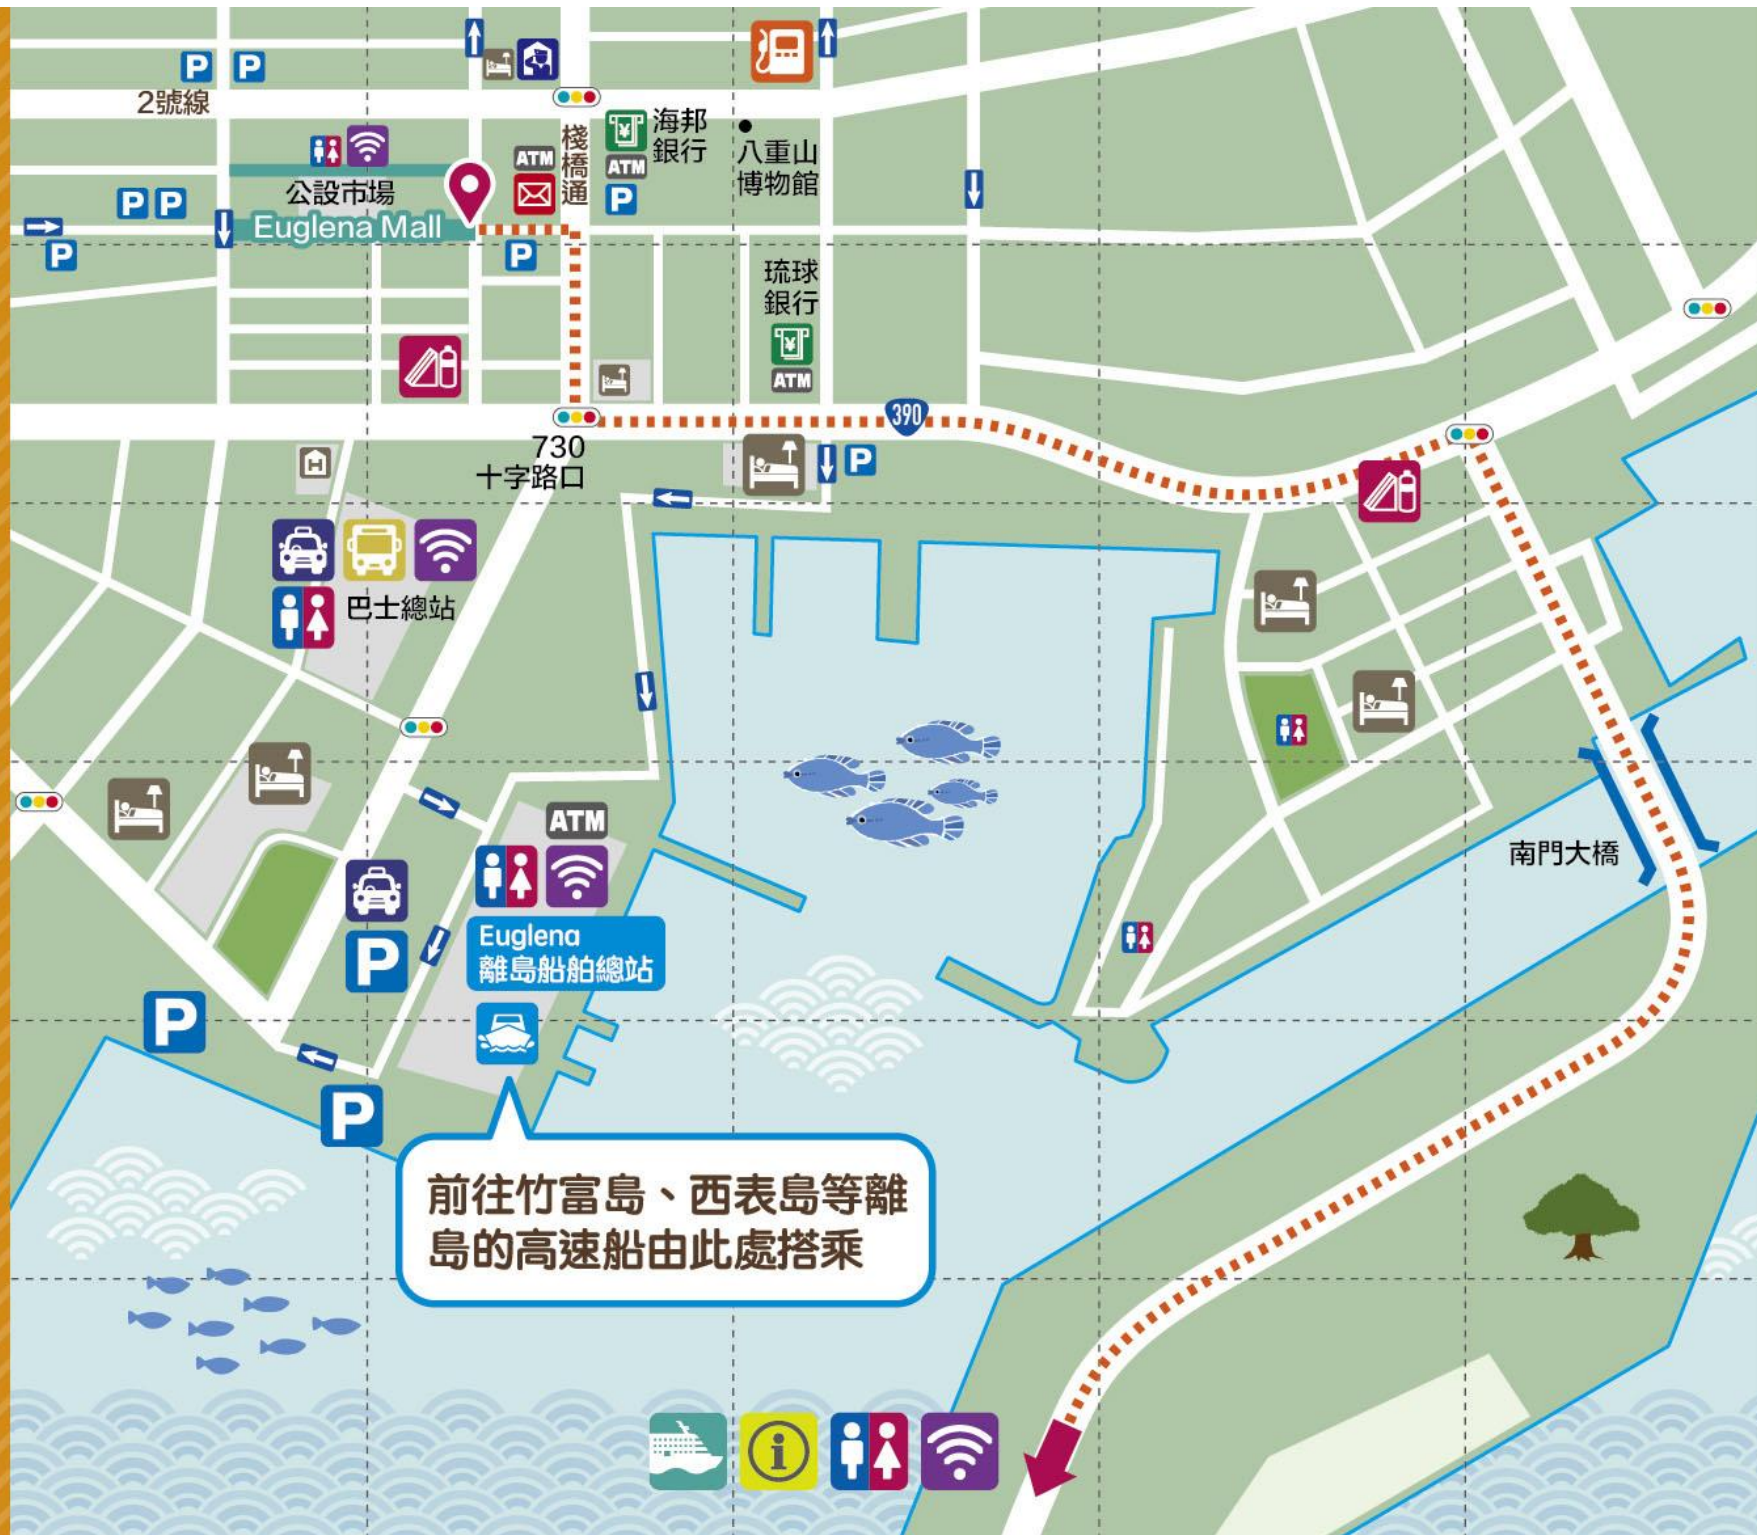 P
P
2號線
棧橋通
海邦
銀行
八重山
博物館
ATM
ATM
P
公設市場
P
P
Euglena Mall
P
P
琉球
銀行
ATM
390
730
十字路口
P
H
巴士總站
ATM
南門大橋
P
Euglena
離島船舶總站
P
P
前往竹富島、西表島等離
島的高速船由此處搭乘
i